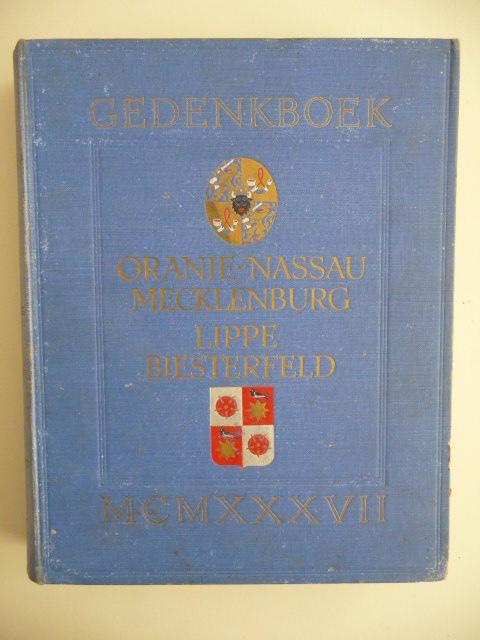 GEDENKBOEK
ORANJE-NASSAU
MECKLENBURG
LIPPE
BIESTERFELD
MCMXXXVII